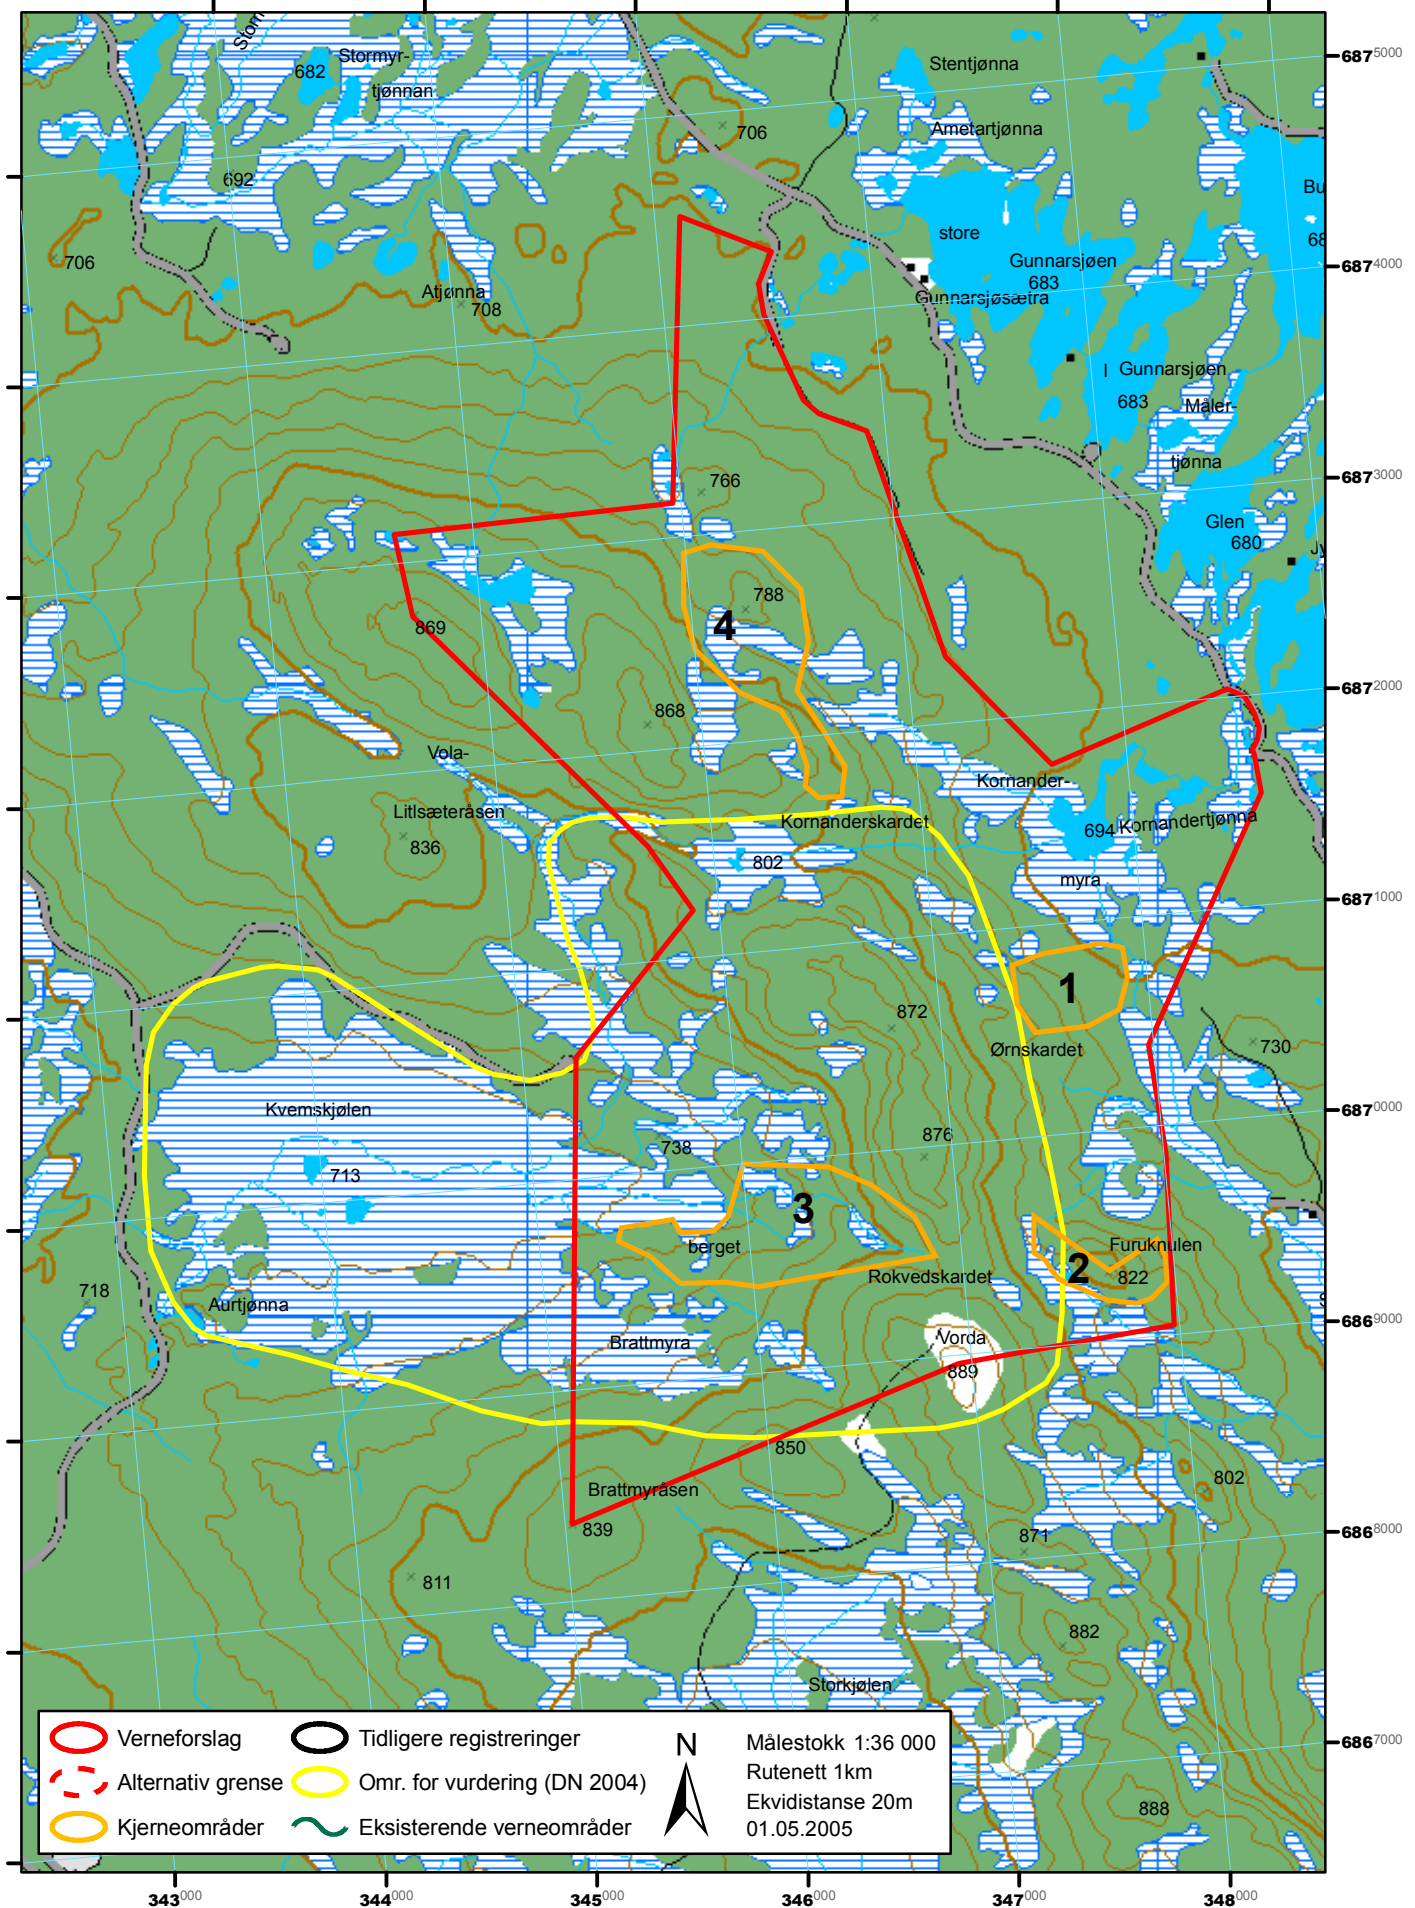 Storm
Stormyr-
682
tjønnan
692
706
Stentjønna
Ametartjønna
6875000
Bu
68
store
Gunnarsjøen
683
Gunnarsjøsætra
6874000
706
Atjønna
708
I Gunnarsjøen
683
Måler-
tjønna
6873000
766
Glen
680
Jy
788
4
869
868
6872000
Vola-
Litlsæteråsen
836
Kornander-
Kornanderskardet
694
Kornandertjønna
802
myra
6871000
1
872
Ørnskardet
730
Kvemskjølen
6870000
738
876
713
3
berget
Furuknulen
2
822
Rokvedskardet
718
Aurtjønna
Vorda
6869000
Brattmyra
889
850
Brattmyråsen
839
802
871
6868000
811
882
Storkjølen
888
6867000
Verneforslag
Alternativ grense
Kjerneområder
Tidligere registreringer
Omr. for vurdering (DN 2004)
Eksisterende verneområder
N
Målestokk 1:36 000
Rutenett 1km
Ekvidistanse 20m
01.05.2005
343000 344000 345000 346000 347000 348000